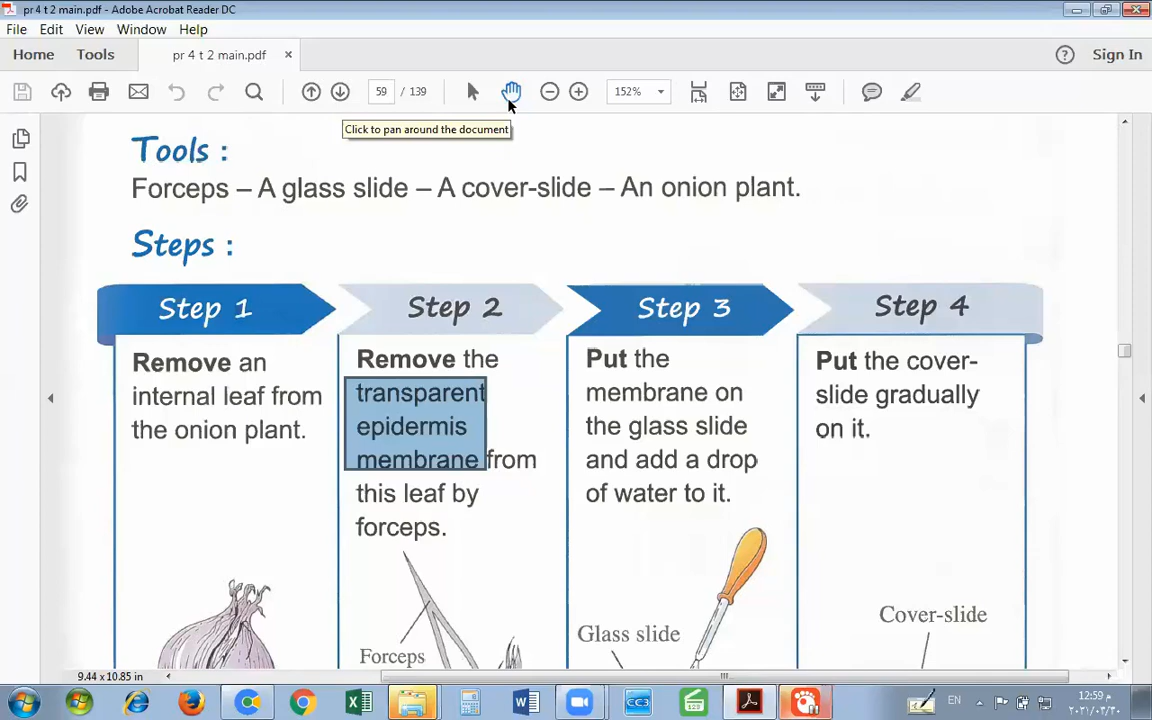 pr 4 t 2 main.pdf - Adobe Acrobat Reader DC
File Edit View Window Help
Home Tools pr 4 t 2 main.pdf × Sign In
59 / 139 152%
Click to pan around the document
Tools :
Forceps – A glass slide – A cover-slide – An onion plant.
Steps :
Step 1
Remove an
internal leaf from
the onion plant.
Step 2
Remove the
transparent
epidermis
membrane from
this leaf by
forceps.
Forceps
Step 3
Put the
membrane on
the glass slide
and add a drop
of water to it.
Glass slide
Step 4
Put the cover-
slide gradually
on it.
Cover-slide
9.44 x 10.85 in
CC3
123
EN
12:59 م
٢٠٢١/٠٣/٣٠